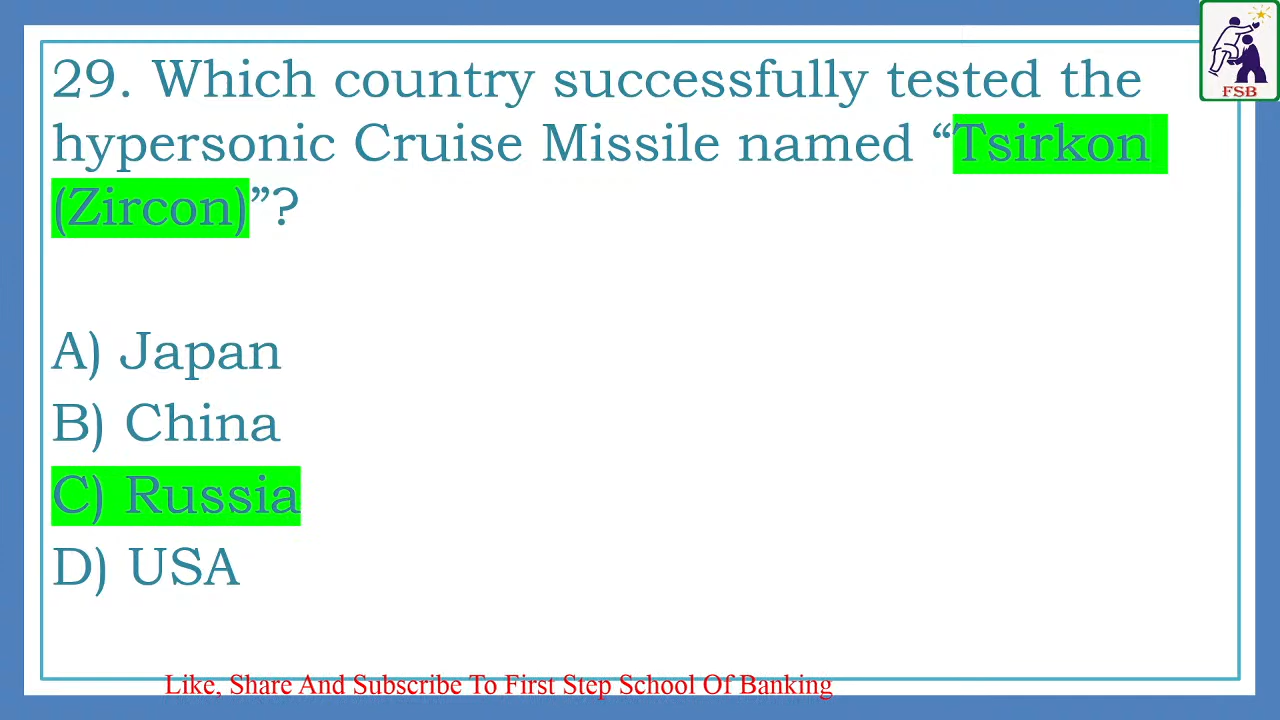 FSB
29. Which country successfully tested the
hypersonic Cruise Missile named “Tsirkon
(Zircon)”?
A) Japan
B) China
C) Russia
D) USA
Like, Share And Subscribe To First Step School Of Banking